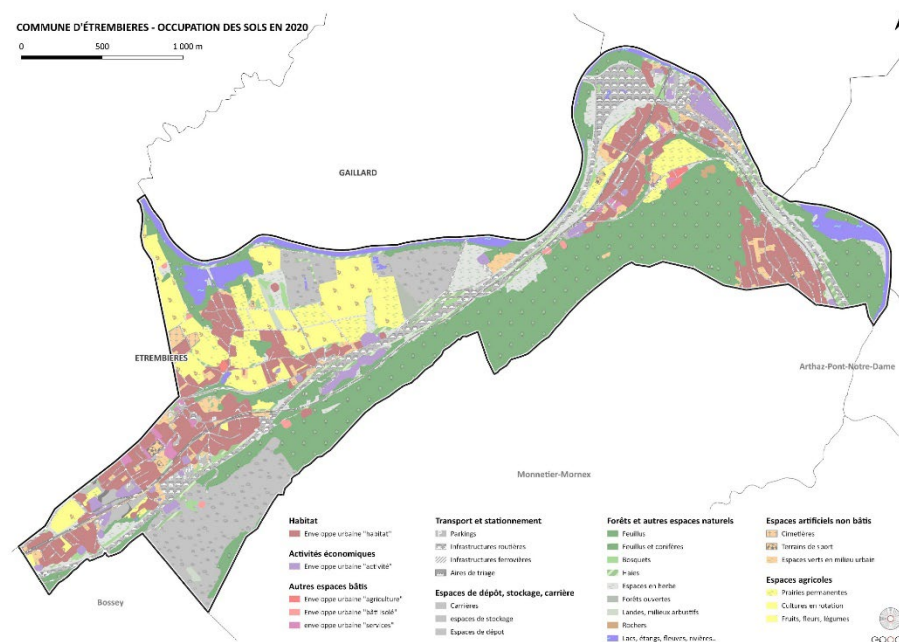 COMMUNE D'ÉTREMBIERES - OCCUPATION DES SOLS EN 2020
0 500 1 000 m
GAILLARD
ETREMBIERES
Arthaz-Pont-Notre-Dame
Monnetier-Mornex
Bossey
Habitat
Enveloppe urbaine "habitat"
Activités économiques
Enveloppe urbaine "activité"
Autres espaces bâtis
Enveloppe urbaine "agriculture"
Enveloppe urbaine "bâti isolé"
Enveloppe urbaine "services"
Transport et stationnement
Parkings
Infrastructures routières
Infrastructures ferroviaires
Aires de triage
Espaces de dépôt, stockage, carrière
Carrières
espaces de stockage
Espaces de dépôt
Forêts et autres espaces naturels
Feuillus
Feuillus et conifères
Bosquets
Haies
Espaces en herbe
Forêts ouvertes
Landes, milieux arbustifs
Rochers
Lacs, étangs, fleuves, rivières..
Espaces artificiels non bâtis
Cimetières
Terrains de sport
Espaces verts en milieu urbain
Espaces agricoles
Prairies permanentes
Cultures en rotation
Fruits, fleurs, légumes